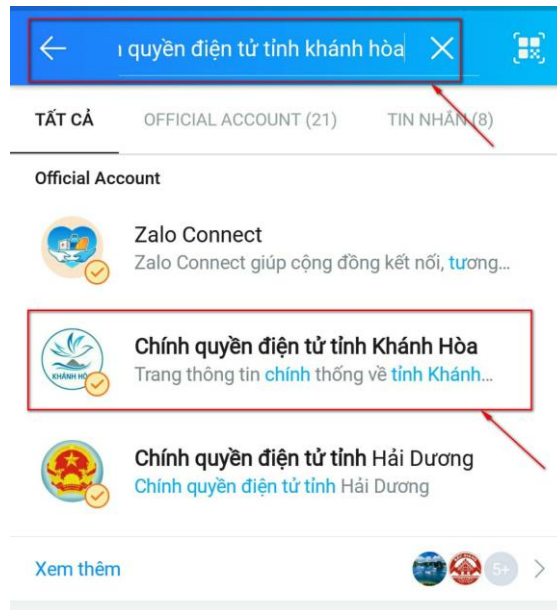 quyền điện tử tỉnh khánh hòa
TẤT CẢ OFFICIAL ACCOUNT (21) TIN NHẮN (8)
Official Account
Zalo Connect
Zalo Connect giúp cộng đồng kết nối, tương...
Chính quyền điện tử tỉnh Khánh Hòa
Trang thông tin chính thống về tỉnh Khánh...
Chính quyền điện tử tỉnh Hải Dương
Chính quyền điện tử tỉnh Hải Dương
Xem thêm 5+